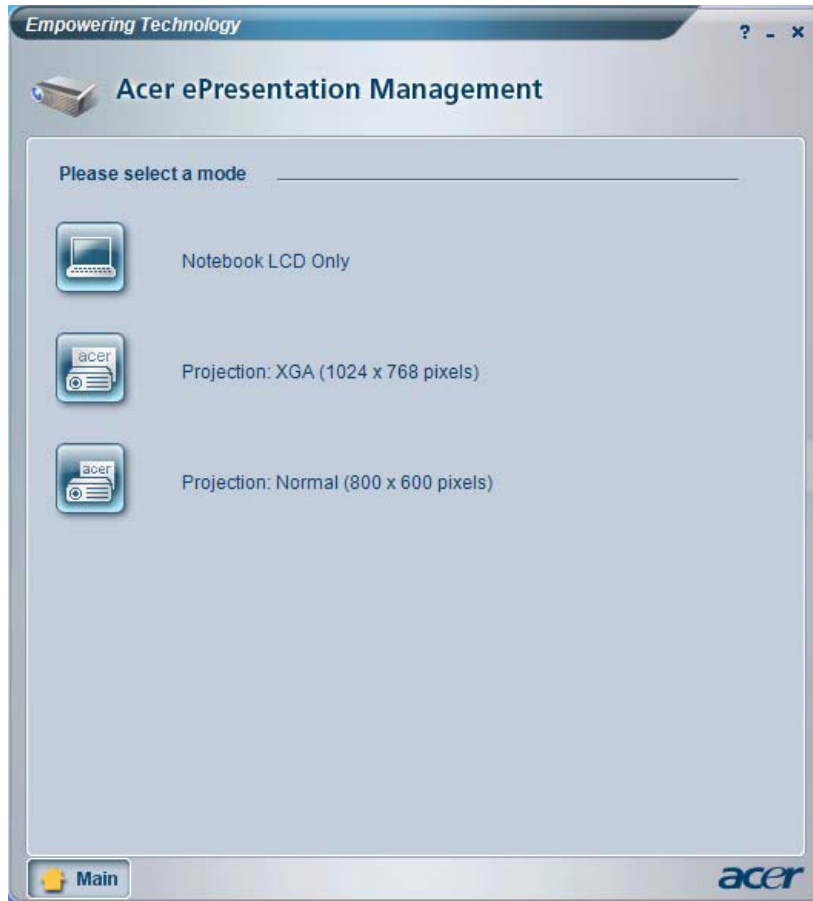 Empowering Technology
? - x
Acer ePresentation Management
Please select a mode
Notebook LCD Only
acer
Projection: XGA (1024 x 768 pixels)
acer
Projection: Normal (800 x 600 pixels)
Main
acer